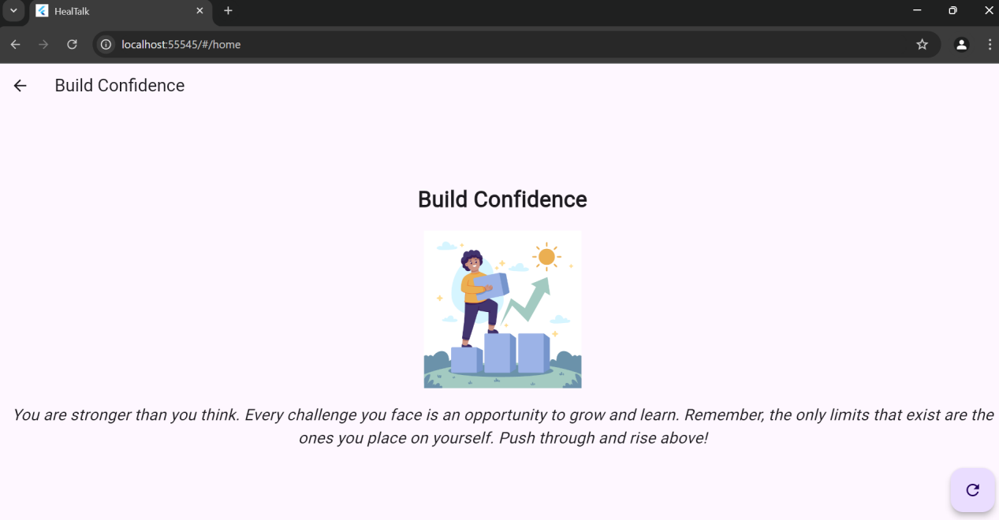 HealTalk
localhost:55545/#/home
Build Confidence
Build Confidence
You are stronger than you think. Every challenge you face is an opportunity to grow and learn. Remember, the only limits that exist are the
ones you place on yourself. Push through and rise above!